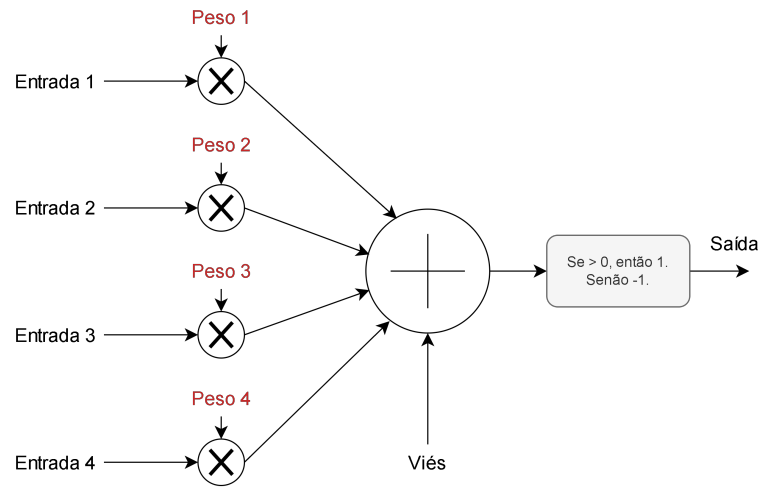 Peso 1
Entrada 1
Peso 2
Entrada 2
Peso 3
Entrada 3
Peso 4
Entrada 4
Viés
Se > 0, então 1.
Senão -1.
Saída